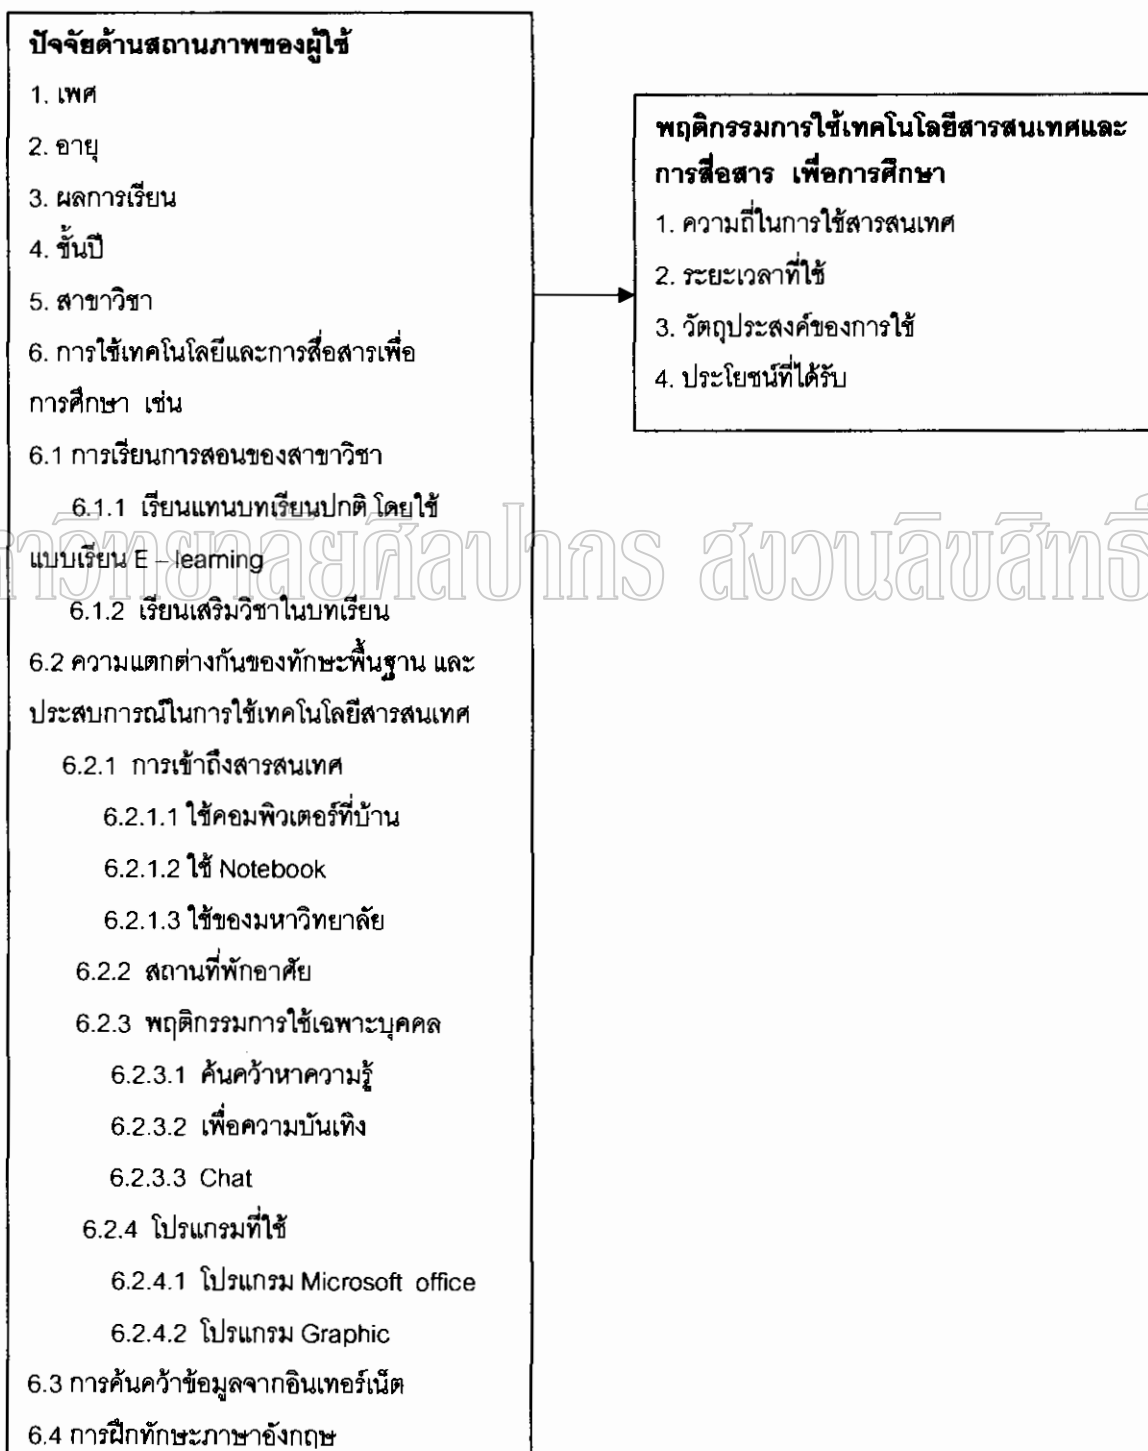 ปัจจัยด้านสถานภาพของผู้ใช้
1. เพศ
2. อายุ
3. ผลการเรียน
4. ชั้นปี
5. สาขาวิชา
6. การใช้เทคโนโลยีและการสื่อสารเพื่อ
การศึกษา เช่น
6.1 การเรียนการสอนของสาขาวิชา
6.1.1 เรียนแทนบทเรียนปกติ โดยใช้
แบบเรียน E – learning
6.1.2 เรียนเสริมวิชาในบทเรียน
6.2 ความแตกต่างกันของทักษะพื้นฐาน และ
ประสบการณ์ในการใช้เทคโนโลยีสารสนเทศ
6.2.1 การเข้าถึงสารสนเทศ
6.2.1.1 ใช้คอมพิวเตอร์ที่บ้าน
6.2.1.2 ใช้ Notebook
6.2.1.3 ใช้ของมหาวิทยาลัย
6.2.2 สถานที่พักอาศัย
6.2.3 พฤติกรรมการใช้เฉพาะบุคคล
6.2.3.1 ค้นคว้าหาความรู้
6.2.3.2 เพื่อความบันเทิง
6.2.3.3 Chat
6.2.4 โปรแกรมที่ใช้
6.2.4.1 โปรแกรม Microsoft office
6.2.4.2 โปรแกรม Graphic
6.3 การค้นคว้าข้อมูลจากอินเทอร์เน็ต
6.4 การฝึกทักษะภาษาอังกฤษ
พฤติกรรมการใช้เทคโนโลยีสารสนเทศและ
การสื่อสาร เพื่อการศึกษา
1. ความถี่ในการใช้สารสนเทศ
2. ระยะเวลาที่ใช้
3. วัตถุประสงค์ของการใช้
4. ประโยชน์ที่ได้รับ
าวิทยาลัยศิลปากร สงวนลิขสิทธิ์